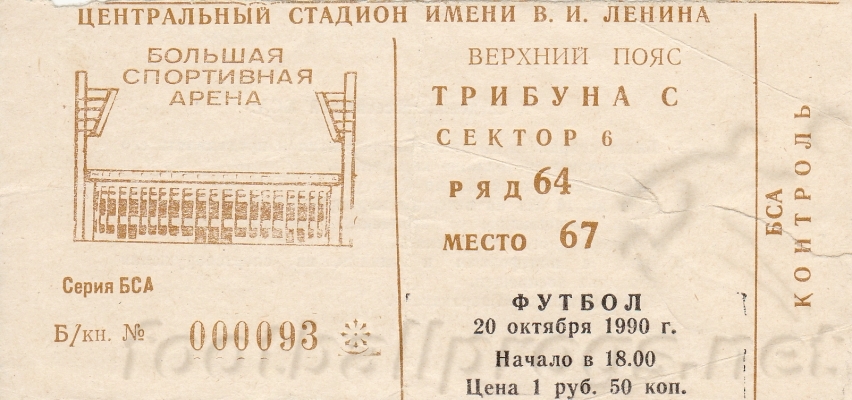 ЦЕНТРАЛЬНЫЙ СТАДИОН ИМЕНИ В. И. ЛЕНИНА
БОЛЬШАЯ
СПОРТИВНАЯ
АРЕНА
Серия БСА
Б/кн. № 000093
ВЕРХНИЙ ПОЯС
ТРИБУНА С
СЕКТОР 6
РЯД 64
МЕСТО 67
ФУТБОЛ
20 октября 1990 г.
Начало в 18.00
Цена 1 руб. 50 коп.
БСА
КОНТРОЛЬ